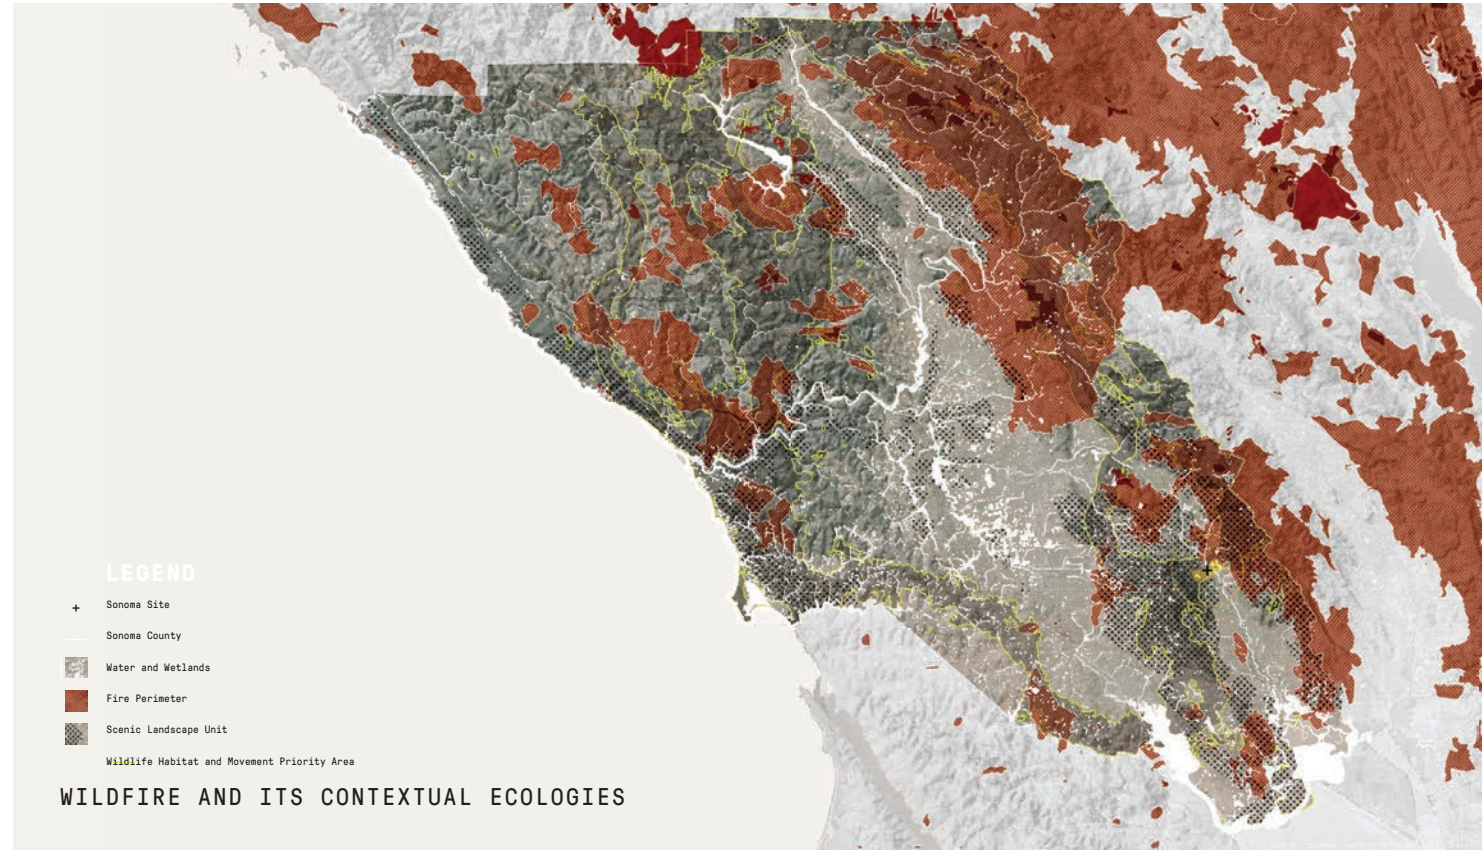 LEGEND
+ Sonoma Site
Sonoma County
Water and Wetlands
Fire Perimeter
Scenic Landscape Unit
Wildlife Habitat and Movement Priority Area
WILDFIRE AND ITS CONTEXTUAL ECOLOGIES